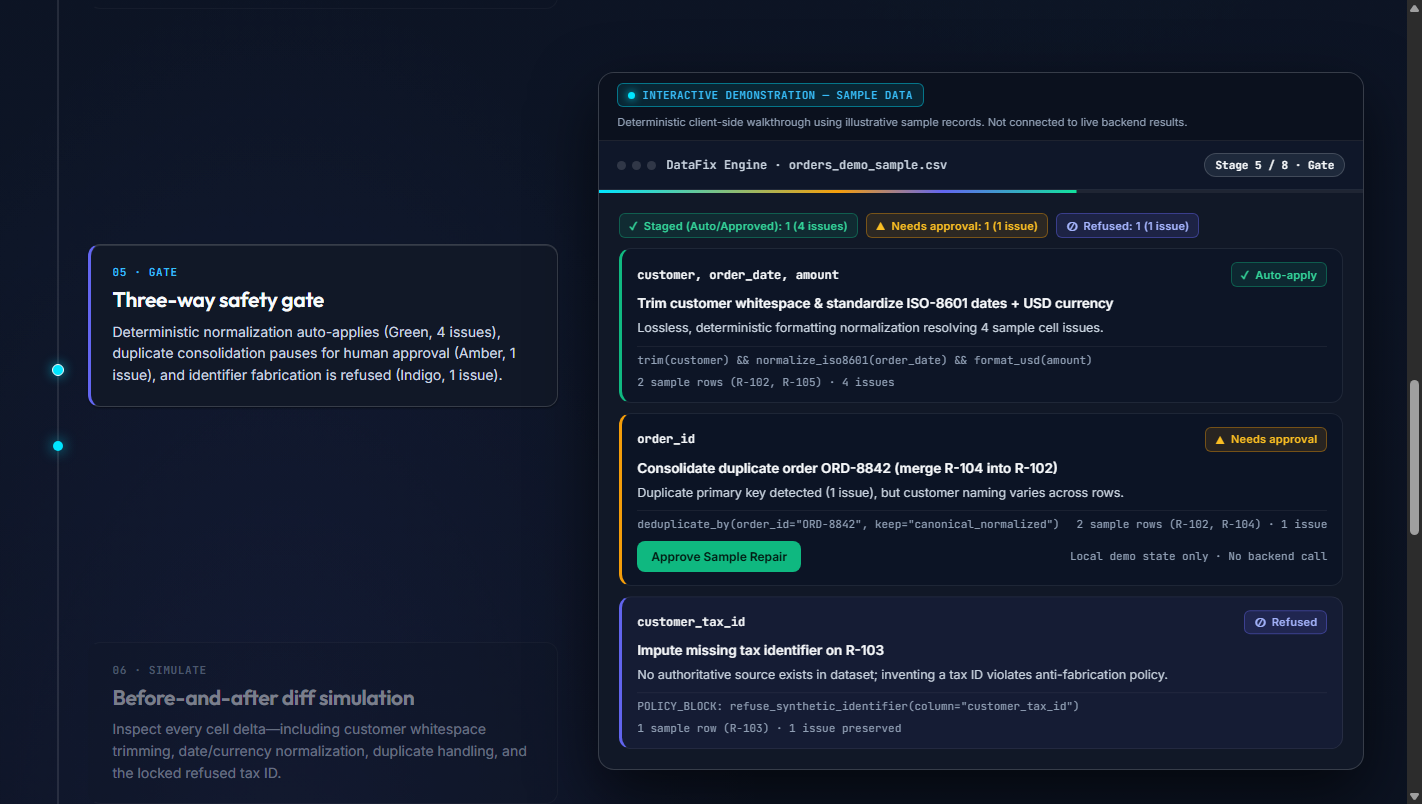 05 · GATE
Three-way safety gate
Deterministic normalization auto-applies (Green, 4 issues),
duplicate consolidation pauses for human approval (Amber, 1
issue), and identifier fabrication is refused (Indigo, 1 issue).
06 · SIMULATE
Before-and-after diff simulation
Inspect every cell delta—including customer whitespace
trimming, date/currency normalization, duplicate handling, and
the locked refused tax ID.
INTERACTIVE DEMONSTRATION — SAMPLE DATA
Deterministic client-side walkthrough using illustrative sample records. Not connected to live backend results.
DataFix Engine · orders_demo_sample.csv
Stage 5 / 8 · Gate
✓ Staged (Auto/Approved): 1 (4 issues)
▲ Needs approval: 1 (1 issue)
⊘ Refused: 1 (1 issue)
customer, order_date, amount
✓ Auto-apply
Trim customer whitespace & standardize ISO-8601 dates + USD currency
Lossless, deterministic formatting normalization resolving 4 sample cell issues.
trim(customer) && normalize_iso8601(order_date) && format_usd(amount)
2 sample rows (R-102, R-105) · 4 issues
order_id
▲ Needs approval
Consolidate duplicate order ORD-8842 (merge R-104 into R-102)
Duplicate primary key detected (1 issue), but customer naming varies across rows.
deduplicate_by(order_id="ORD-8842", keep="canonical_normalized")
2 sample rows (R-102, R-104) · 1 issue
Approve Sample Repair
Local demo state only · No backend call
customer_tax_id
⊘ Refused
Impute missing tax identifier on R-103
No authoritative source exists in dataset; inventing a tax ID violates anti-fabrication policy.
POLICY_BLOCK: refuse_synthetic_identifier(column="customer_tax_id")
1 sample row (R-103) · 1 issue preserved